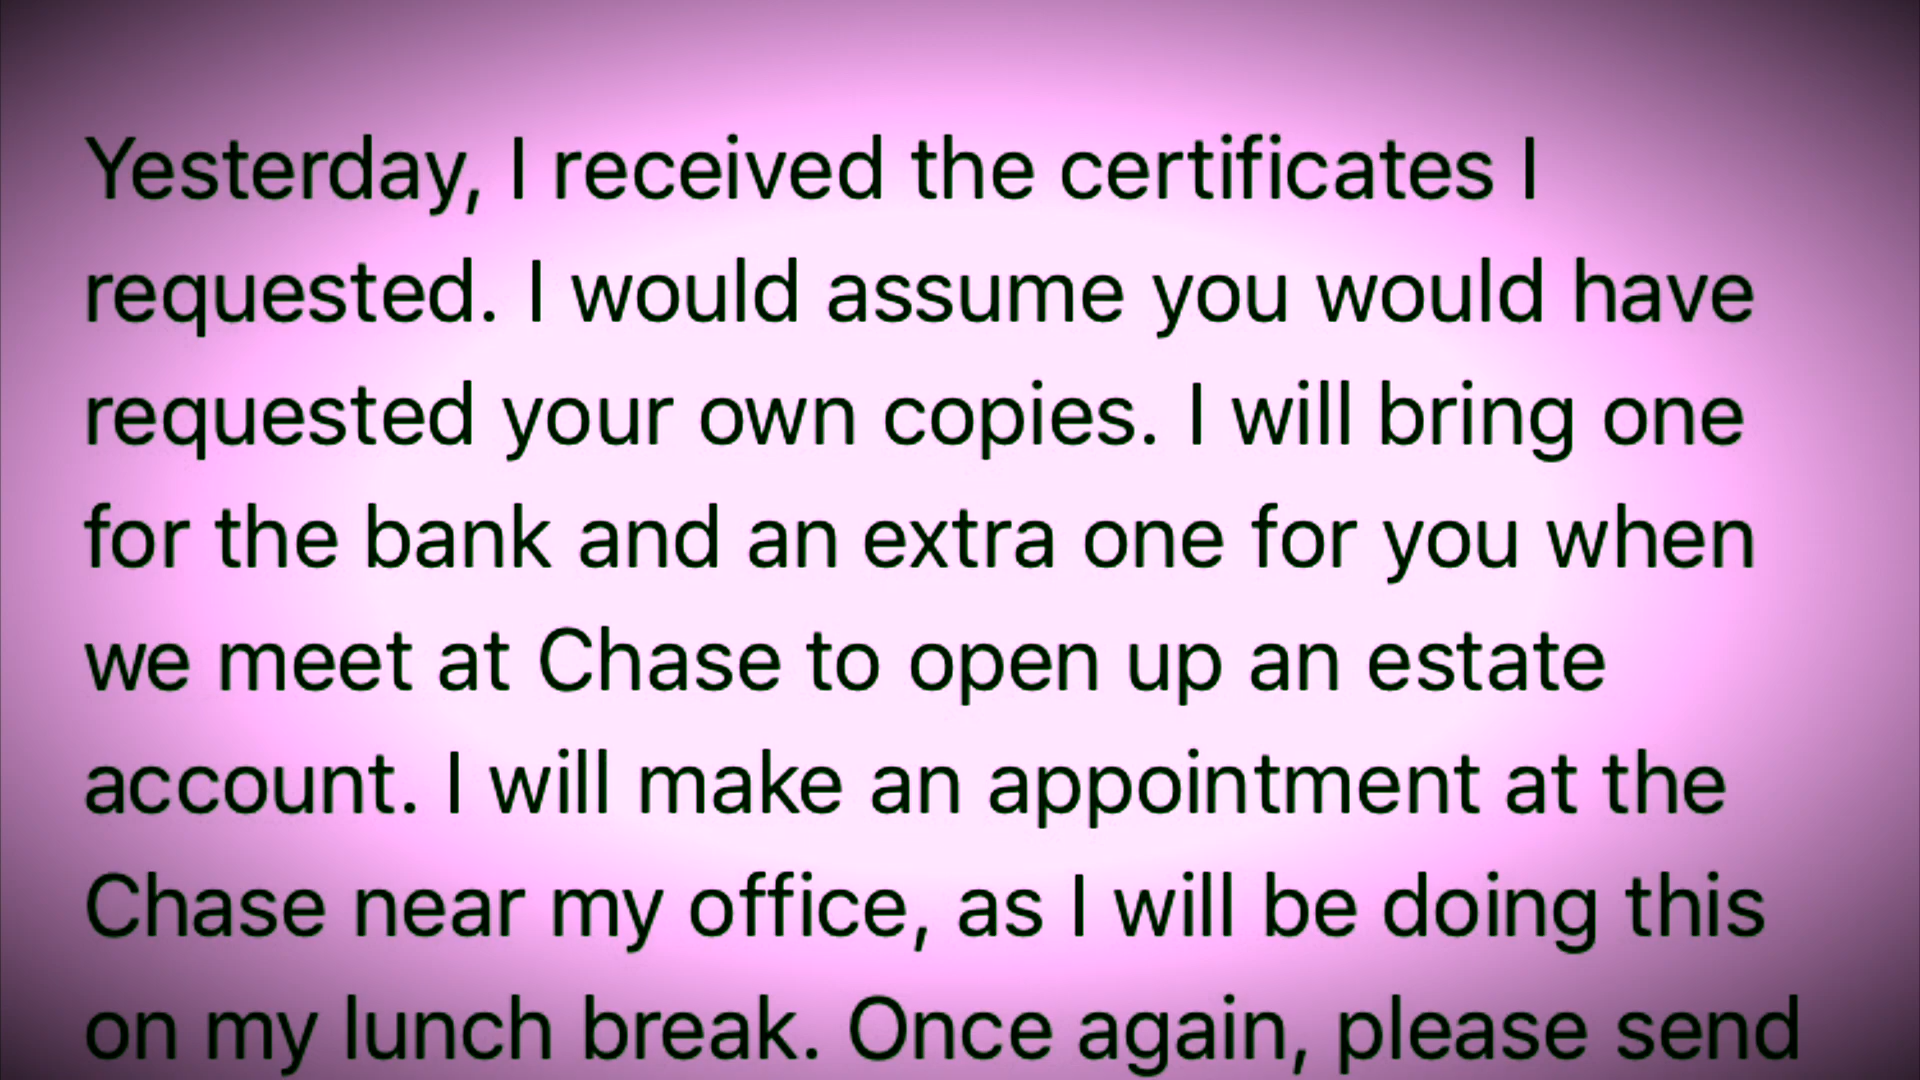 Yesterday, I received the certificates I
requested. I would assume you would have
requested your own copies. I will bring one
for the bank and an extra one for you when
we meet at Chase to open up an estate
account. I will make an appointment at the
Chase near my office, as I will be doing this
on my lunch break. Once again, please send